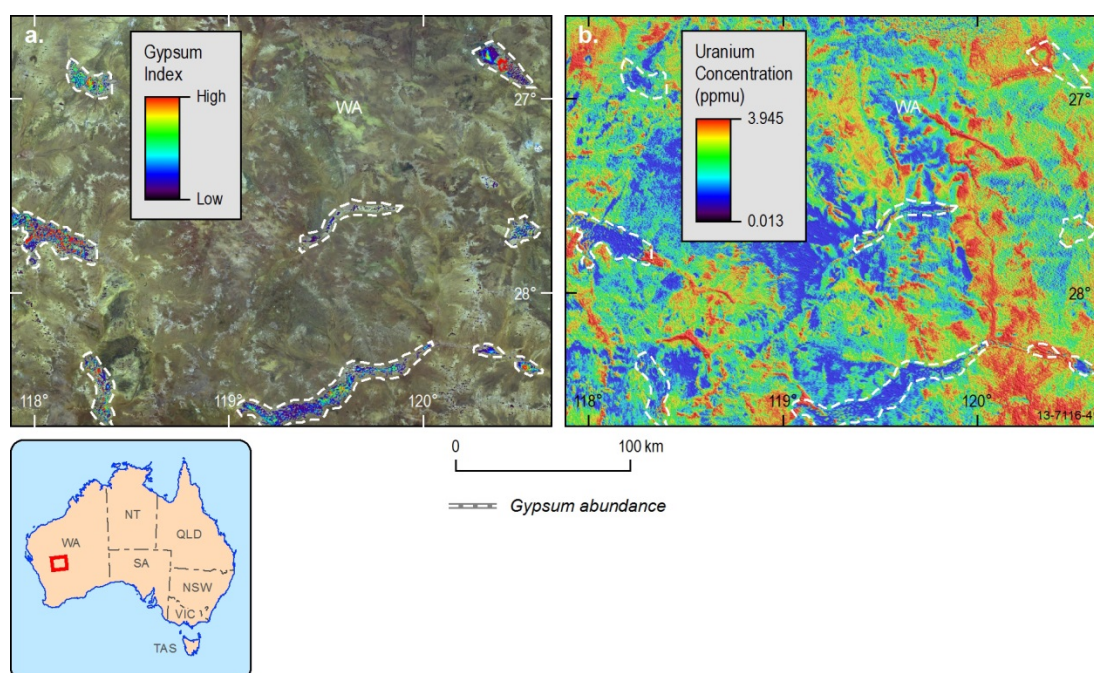 a.
Gypsum
Index
High
Low
WA
27°
28°
118°
119°
120°
b.
Uranium
Concentration
(ppmu)
3.945
0.013
WA
27°
28°
118°
119°
120°
13-7116-4
0
100 km
Gypsum abundance
NT
QLD
WA
SA
NSW
VIC
TAS